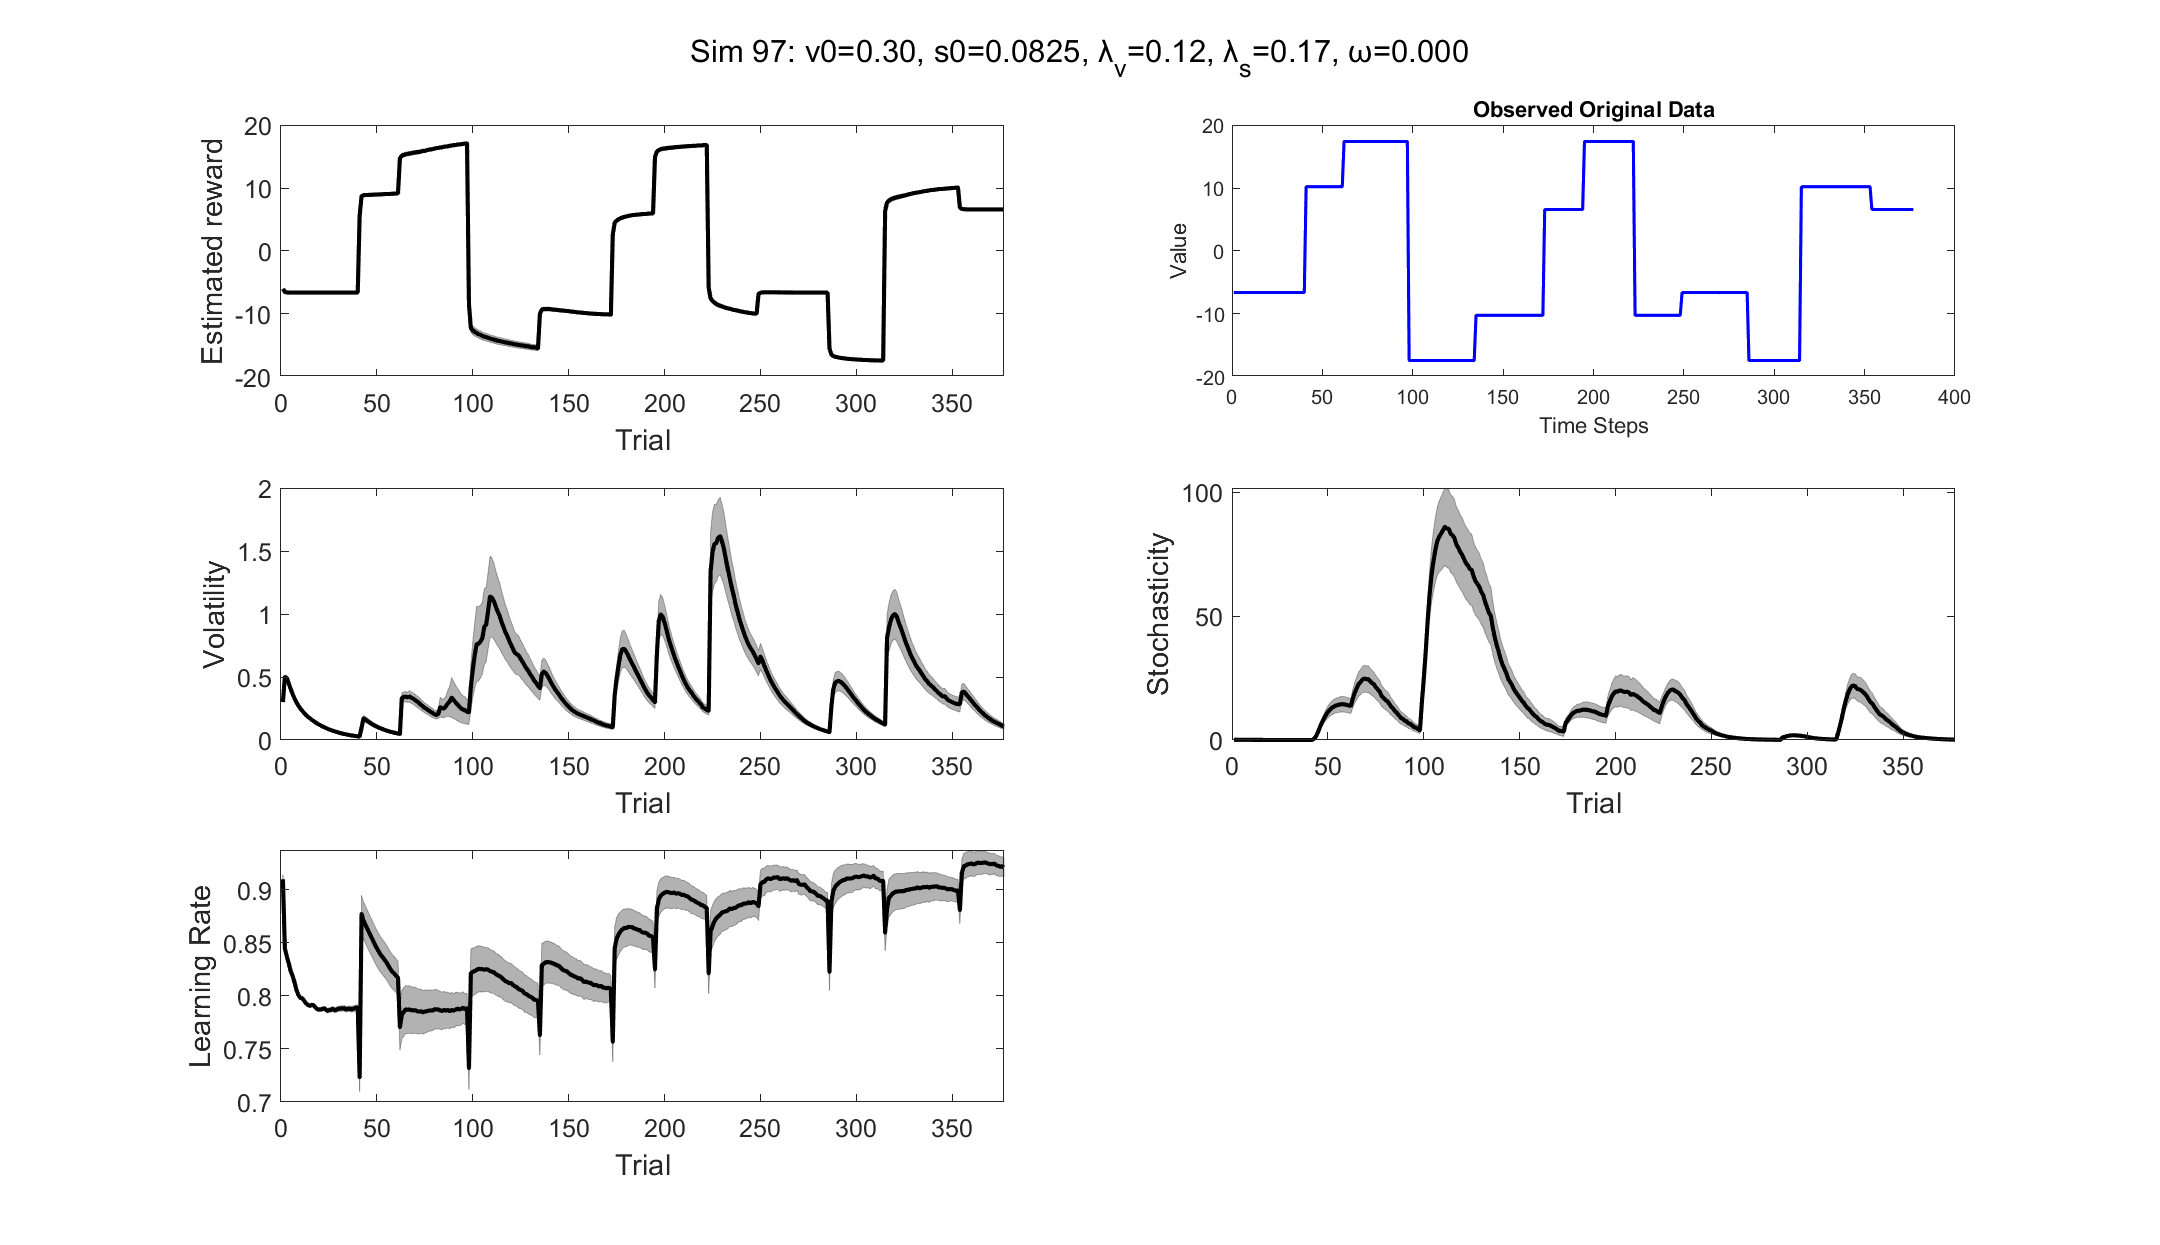 Sim 97: v0=0.30, s0=0.0825, λ_v=0.12, λ_s=0.17, ω=0.000
Estimated reward
20
10
0
-10
-20
0 50 100 150 200 250 300 350
Trial
Observed Original Data
Value
20
10
0
-10
-20
0 50 100 150 200 250 300 350 400
Time Steps
Volatility
2
1.5
1
0.5
0
0 50 100 150 200 250 300 350
Trial
Stochasticity
100
50
0
0 50 100 150 200 250 300 350
Trial
Learning Rate
0.9
0.85
0.8
0.75
0.7
0 50 100 150 200 250 300 350
Trial